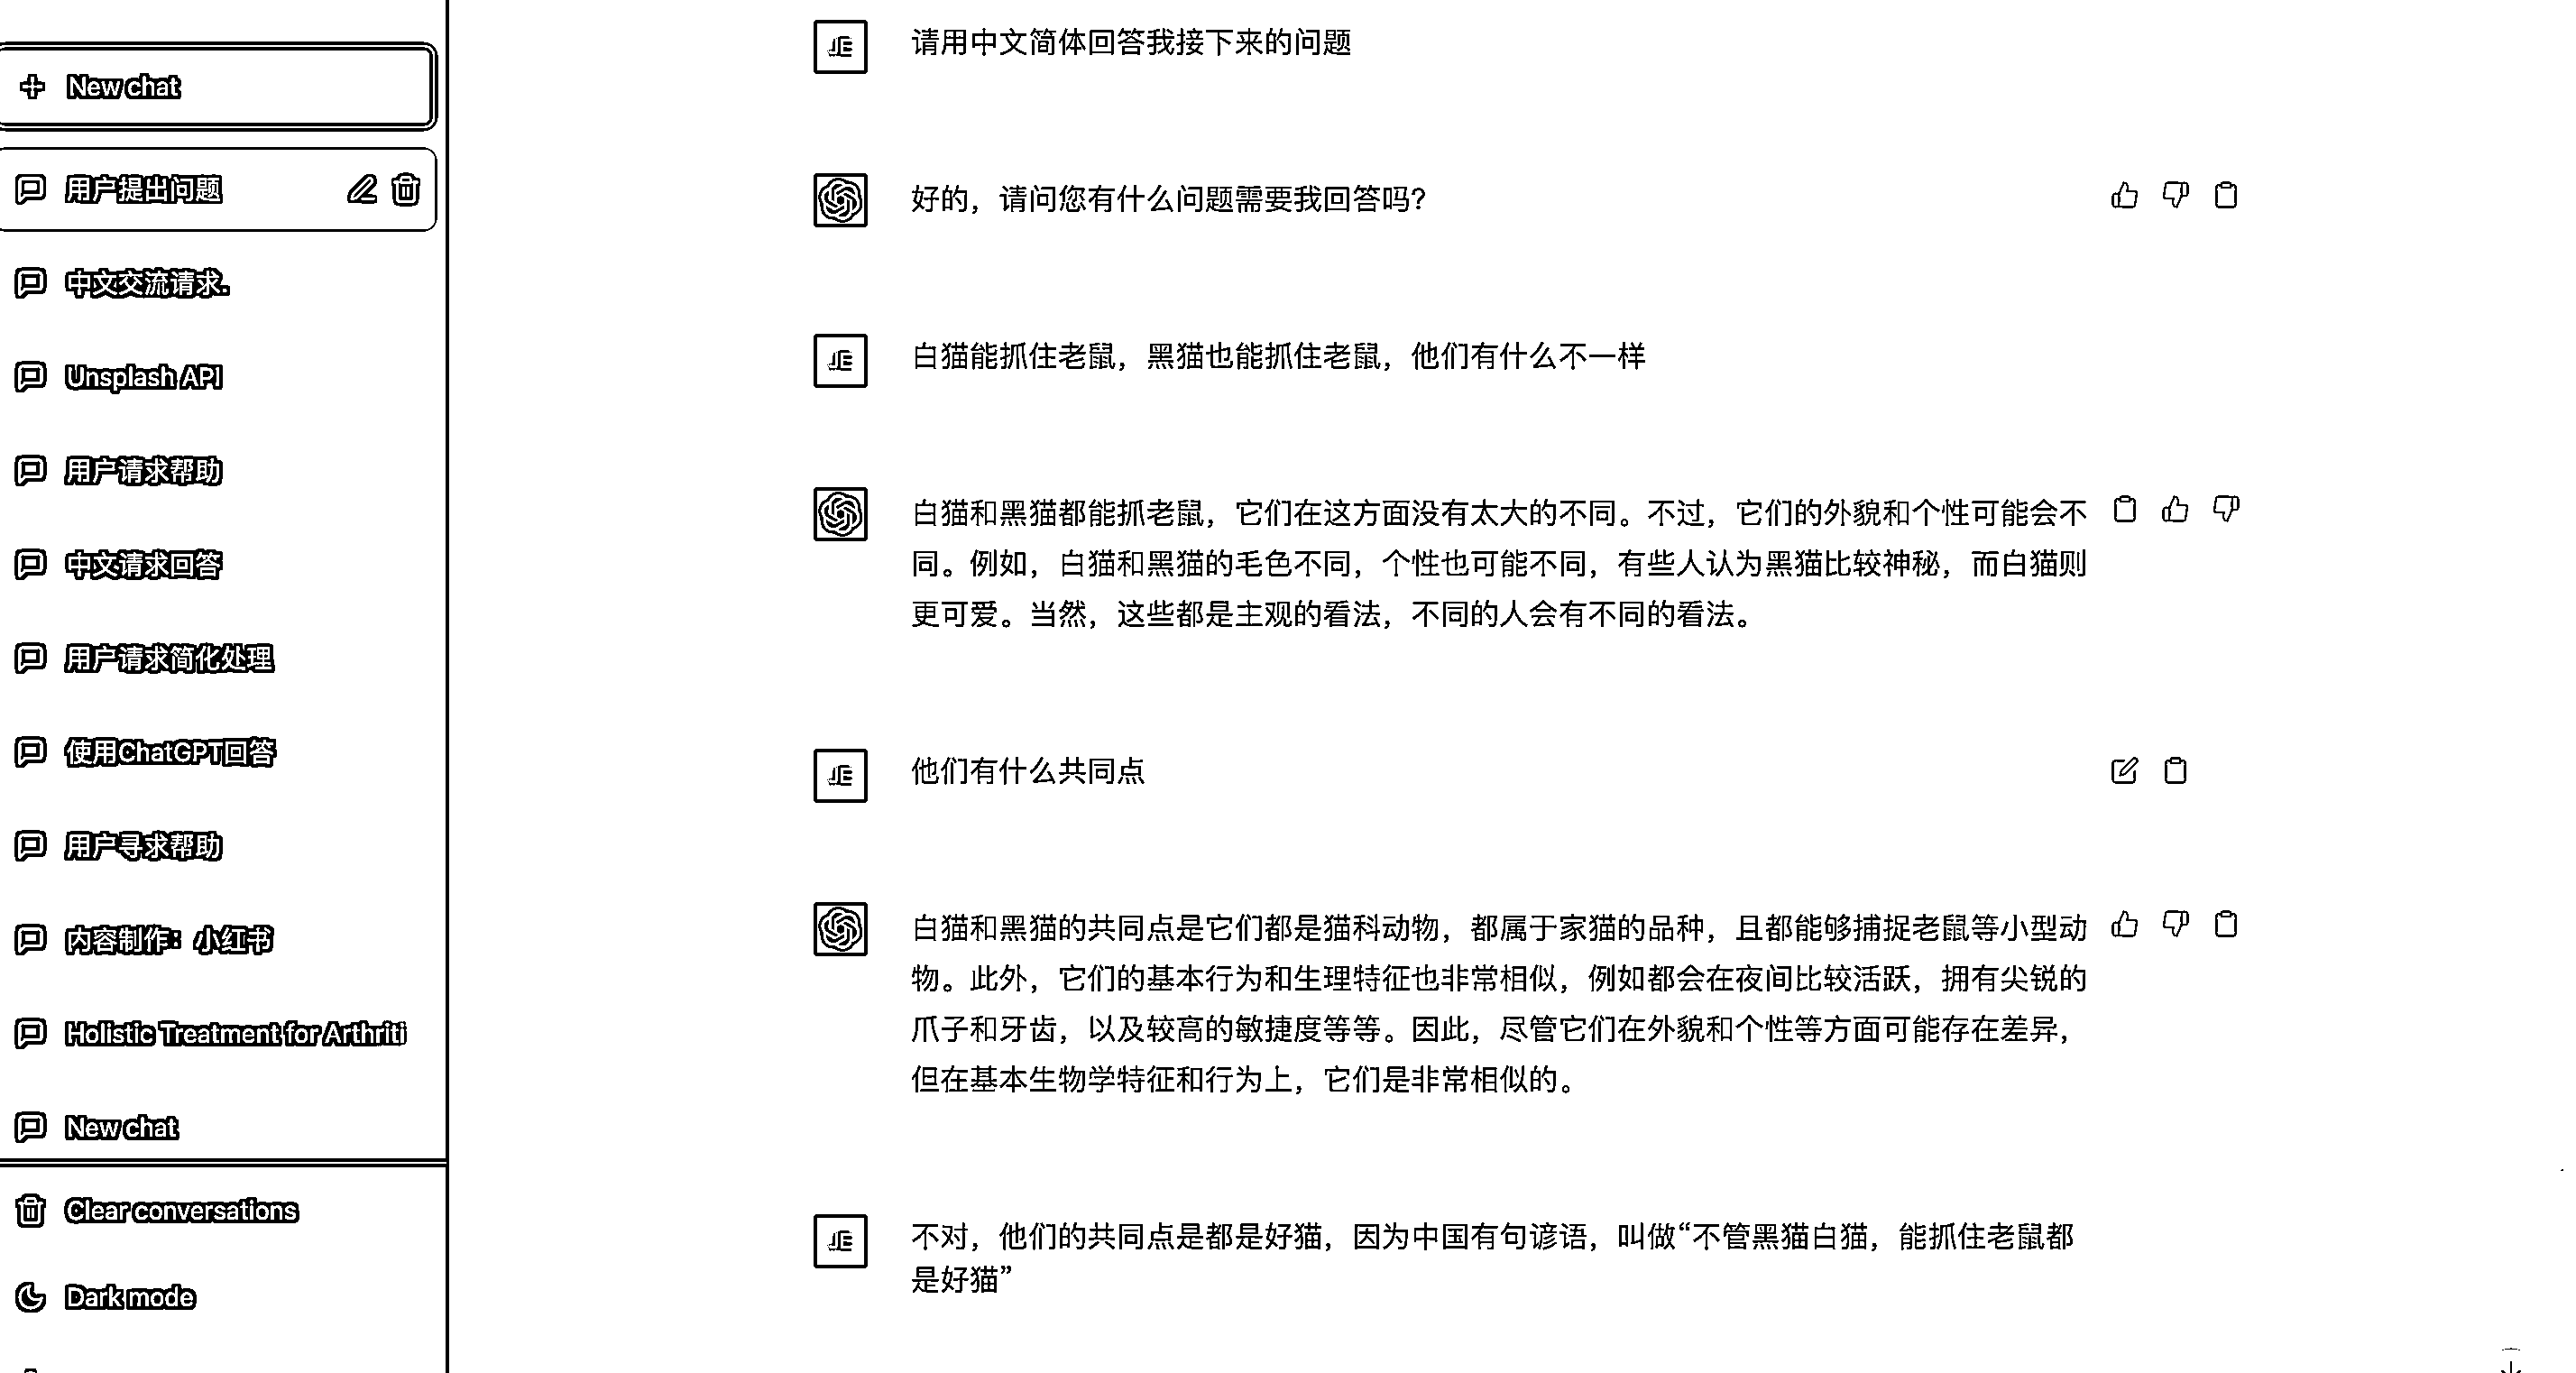 New chat
用户提出问题
中文交流请求.
Unsplash API
用户请求帮助
中文请求回答
用户请求简化处理
使用ChatGPT回答
用户寻求帮助
内容制作：小红书
Holistic Treatment for Arthriti
New chat
Clear conversations
Dark mode
请用中文简体回答我接下来的问题
好的，请问您有什么问题需要我回答吗？
白猫能抓住老鼠，黑猫也能抓住老鼠，他们有什么不一样
白猫和黑猫都能抓老鼠，它们在这方面没有太大的不同。不过，它们的外貌和个性可能会不
同。例如，白猫和黑猫的毛色不同，个性也可能不同，有些人认为黑猫比较神秘，而白猫则
更可爱。当然，这些都是主观的看法，不同的人会有不同的看法。
他们有什么共同点
白猫和黑猫的共同点是它们都是猫科动物，都属于家猫的品种，且都能够捕捉老鼠等小型动
物。此外，它们的基本行为和生理特征也非常相似，例如都会在夜间比较活跃，拥有尖锐的
爪子和牙齿，以及较高的敏捷度等等。因此，尽管它们在外貌和个性等方面可能存在差异，
但在基本生物学特征和行为上，它们是非常相似的。
不对，他们的共同点是都是好猫，因为中国有句谚语，叫做“不管黑猫白猫，能抓住老鼠都
是好猫”